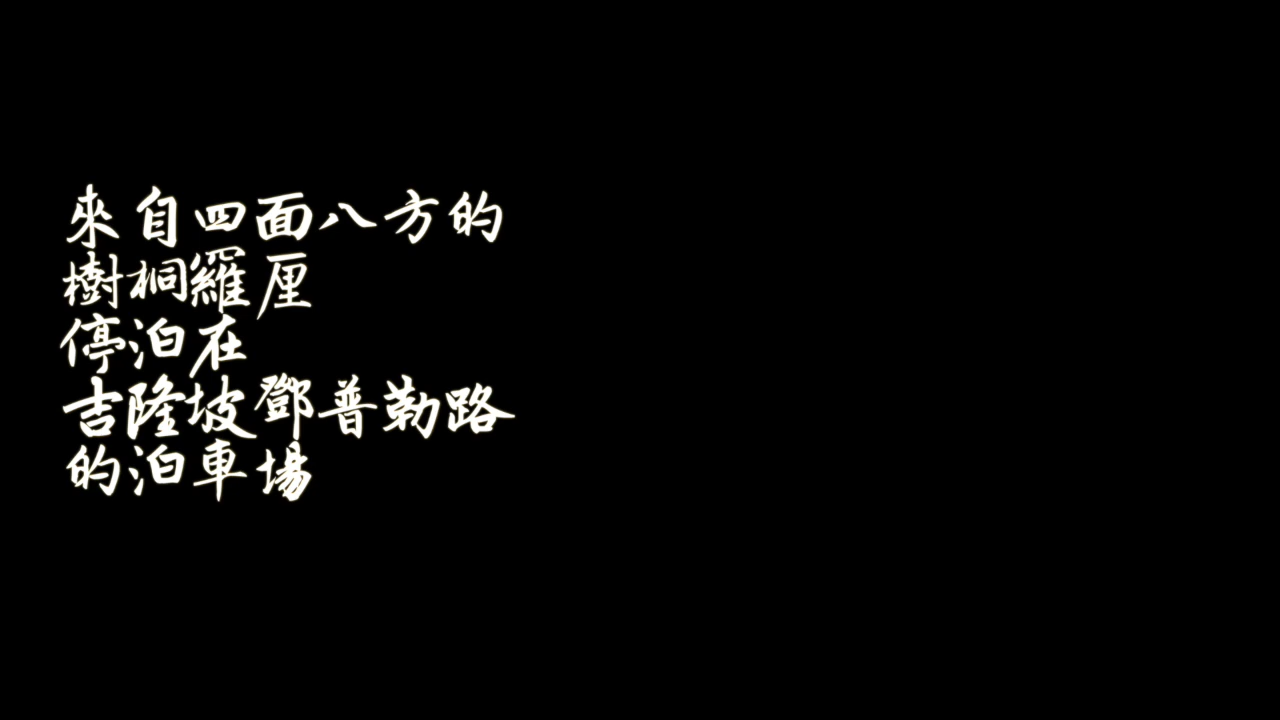 來自四面八方的
樹桐羅厘
停泊在
吉隆坡鄧普勒路
的泊車場